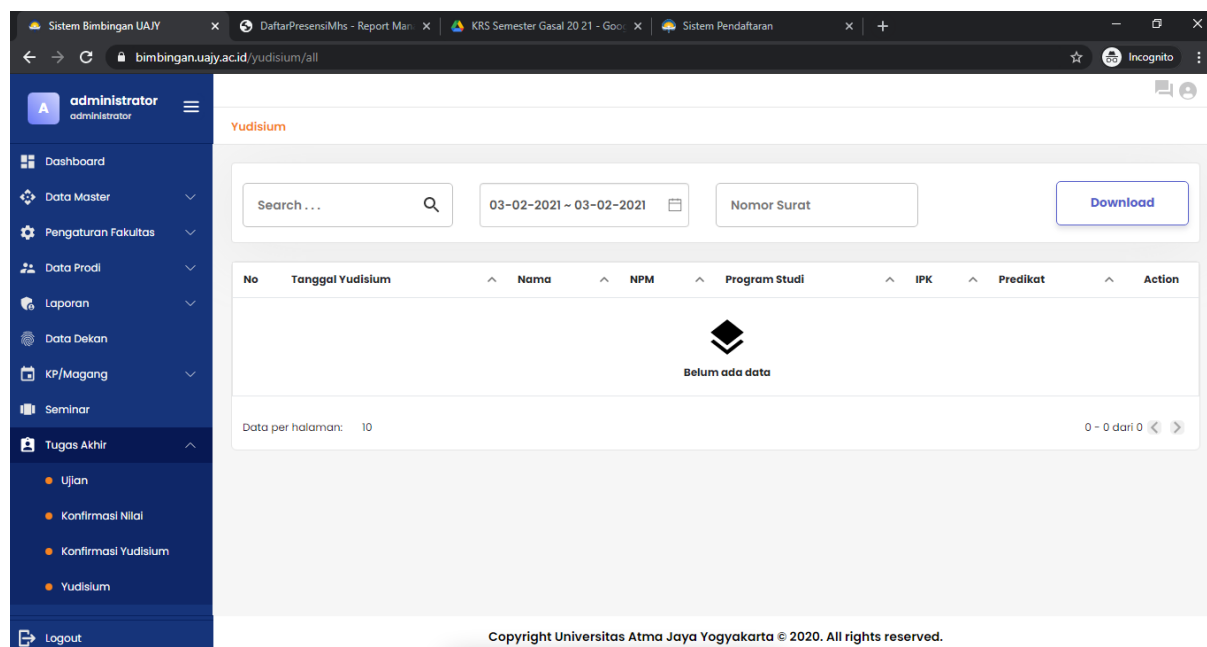 Sistem Bimbingan UAJY
DaftarPresensiMhs - Report Man
KRS Semester Gasal 20 21 - Goog
Sistem Pendaftaran
bimbingan.uajy.ac.id/yudisium/all
Incognito
A
administrator
administrator
Yudisium
Dashboard
Data Master
Pengaturan Fakultas
Data Prodi
Laporan
Data Dekan
KP/Magang
Seminar
Tugas Akhir
Ujian
Konfirmasi Nilai
Konfirmasi Yudisium
Yudisium
Logout
Search . . .
03-02-2021 ~ 03-02-2021
Nomor Surat
Download
No Tanggal Yudisium Nama NPM Program Studi IPK Predikat Action
Belum ada data
Data per halaman: 10
0 - 0 dari 0
Copyright Universitas Atma Jaya Yogyakarta © 2020. All rights reserved.